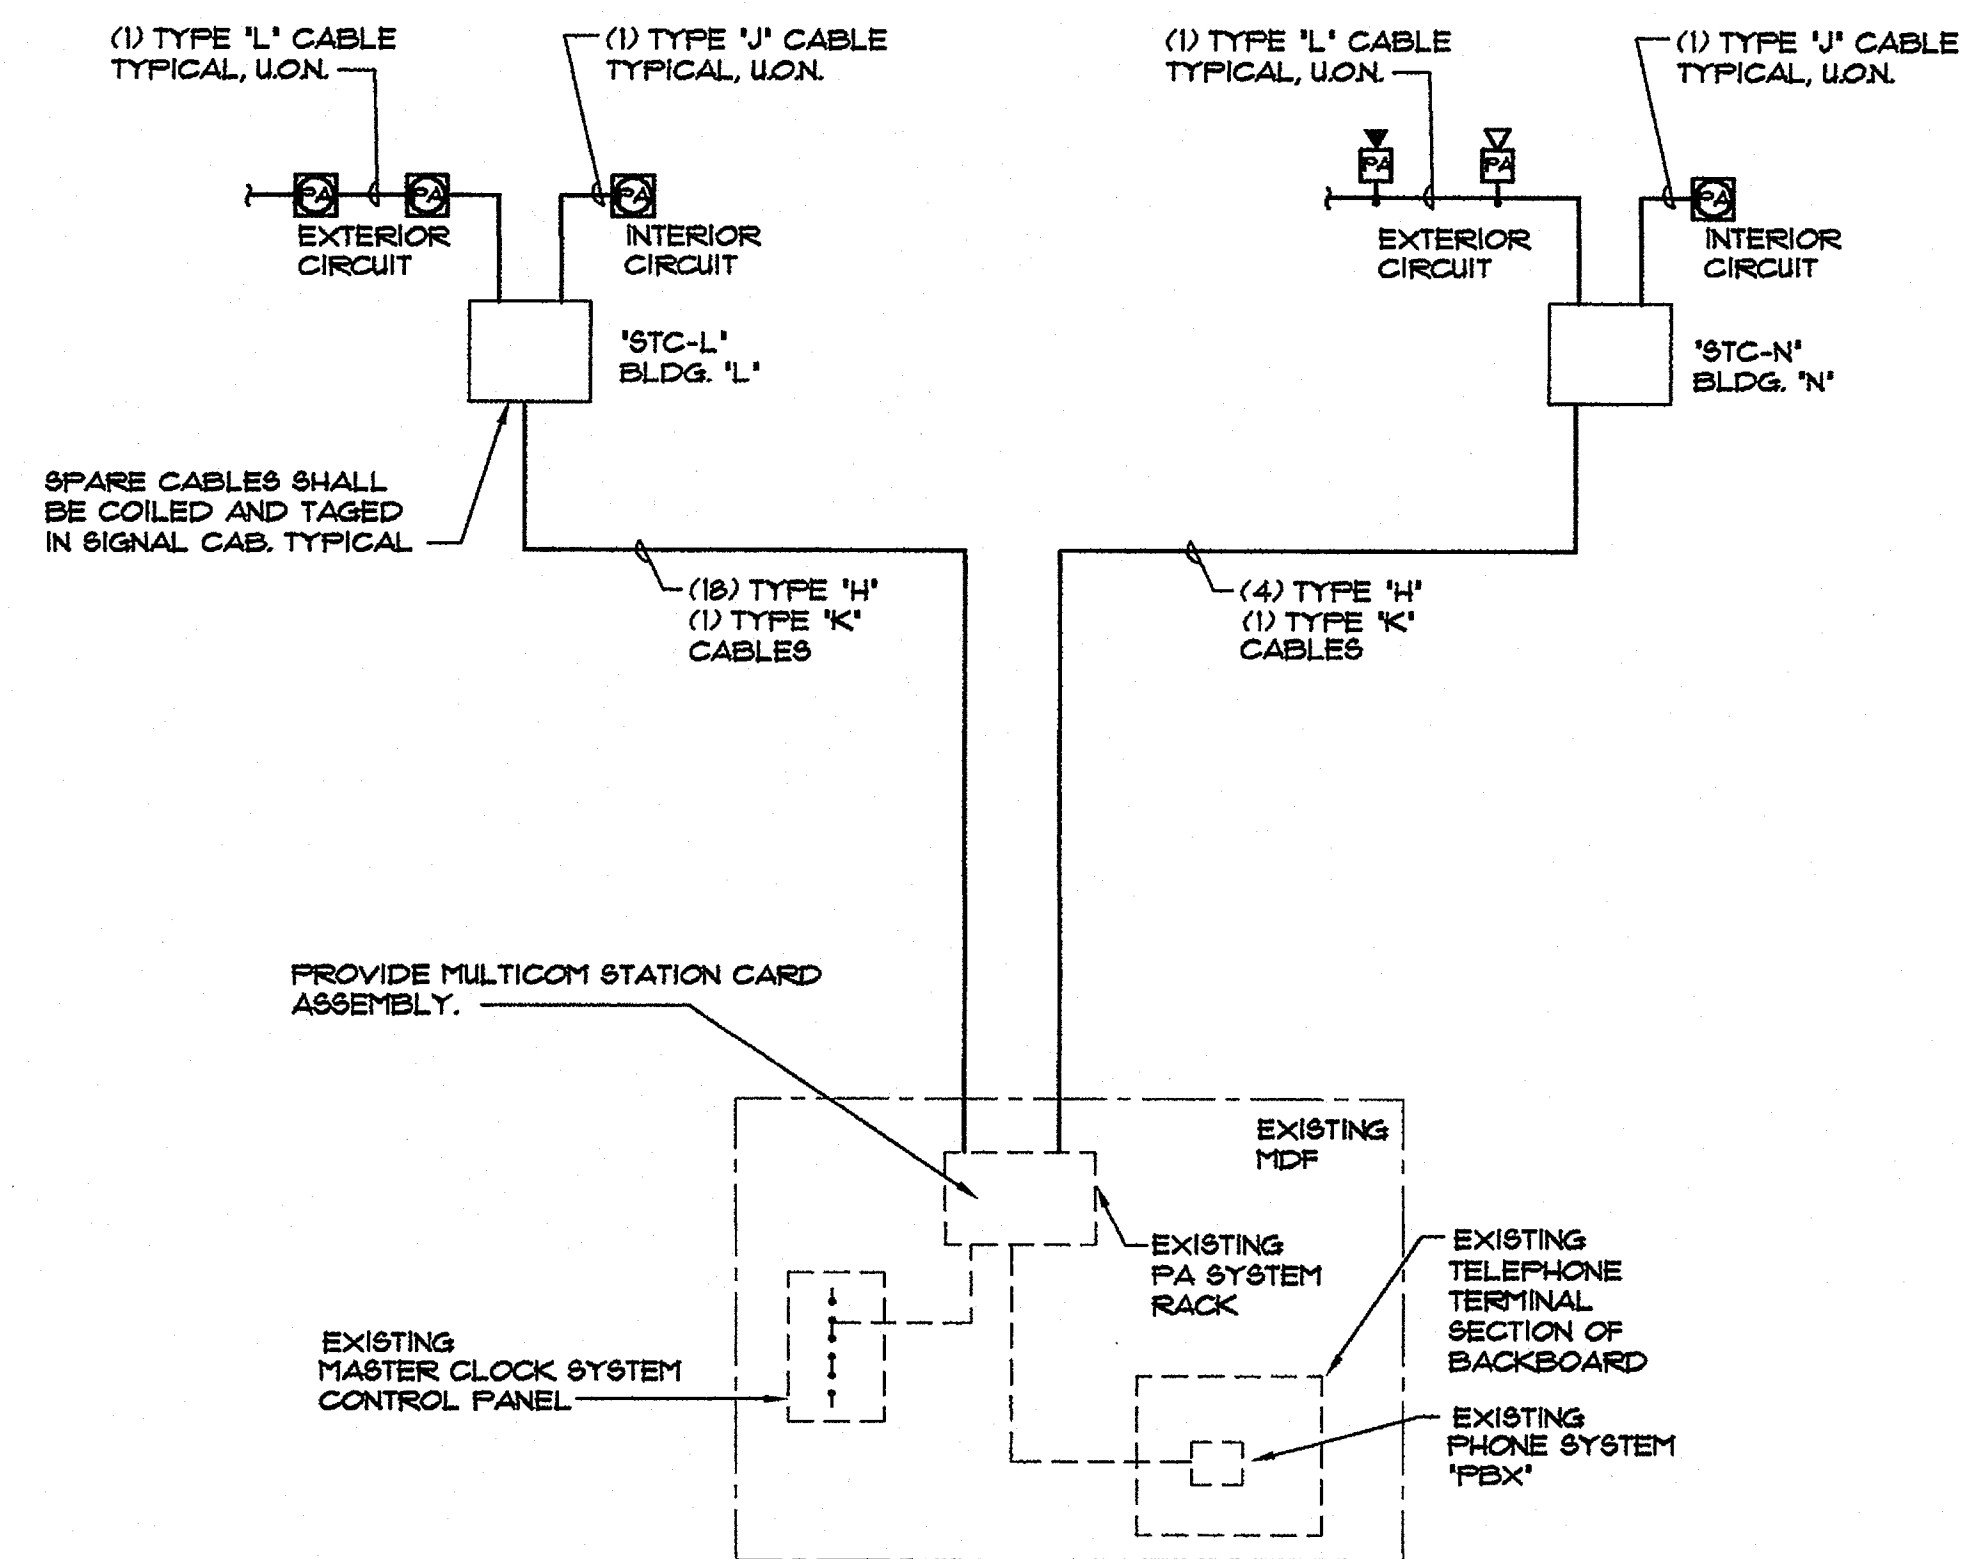 (1) TYPE "L" CABLE
TYPICAL, U.O.N.
(1) TYPE "J" CABLE
TYPICAL, U.O.N.
(1) TYPE "L" CABLE
TYPICAL, U.O.N.
(1) TYPE "J" CABLE
TYPICAL, U.O.N.
PA
PA
PA
PA
PA
PA
EXTERIOR
CIRCUIT
INTERIOR
CIRCUIT
EXTERIOR
CIRCUIT
INTERIOR
CIRCUIT
"STC-L"
BLDG. "L"
"STC-N"
BLDG. "N"
SPARE CABLES SHALL
BE COILED AND TAGED
IN SIGNAL CAB. TYPICAL
(18) TYPE "H"
(1) TYPE "K"
CABLES
(4) TYPE "H"
(1) TYPE "K"
CABLES
PROVIDE MULTICOM STATION CARD
ASSEMBLY.
EXISTING
MDF
EXISTING
PA SYSTEM
RACK
EXISTING
TELEPHONE
TERMINAL
SECTION OF
BACKBOARD
EXISTING
MASTER CLOCK SYSTEM
CONTROL PANEL
EXISTING
PHONE SYSTEM
"PBX"